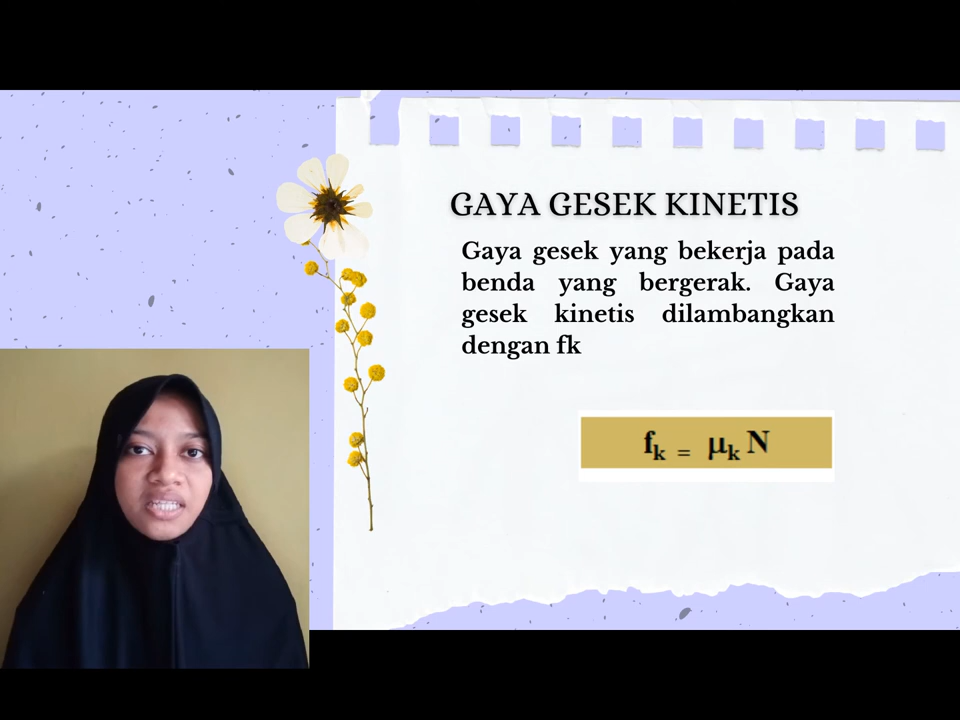 GAYA GESEK KINETIS
Gaya gesek yang bekerja pada
benda yang bergerak. Gaya
gesek kinetis dilambangkan
dengan fk
fk = μk N